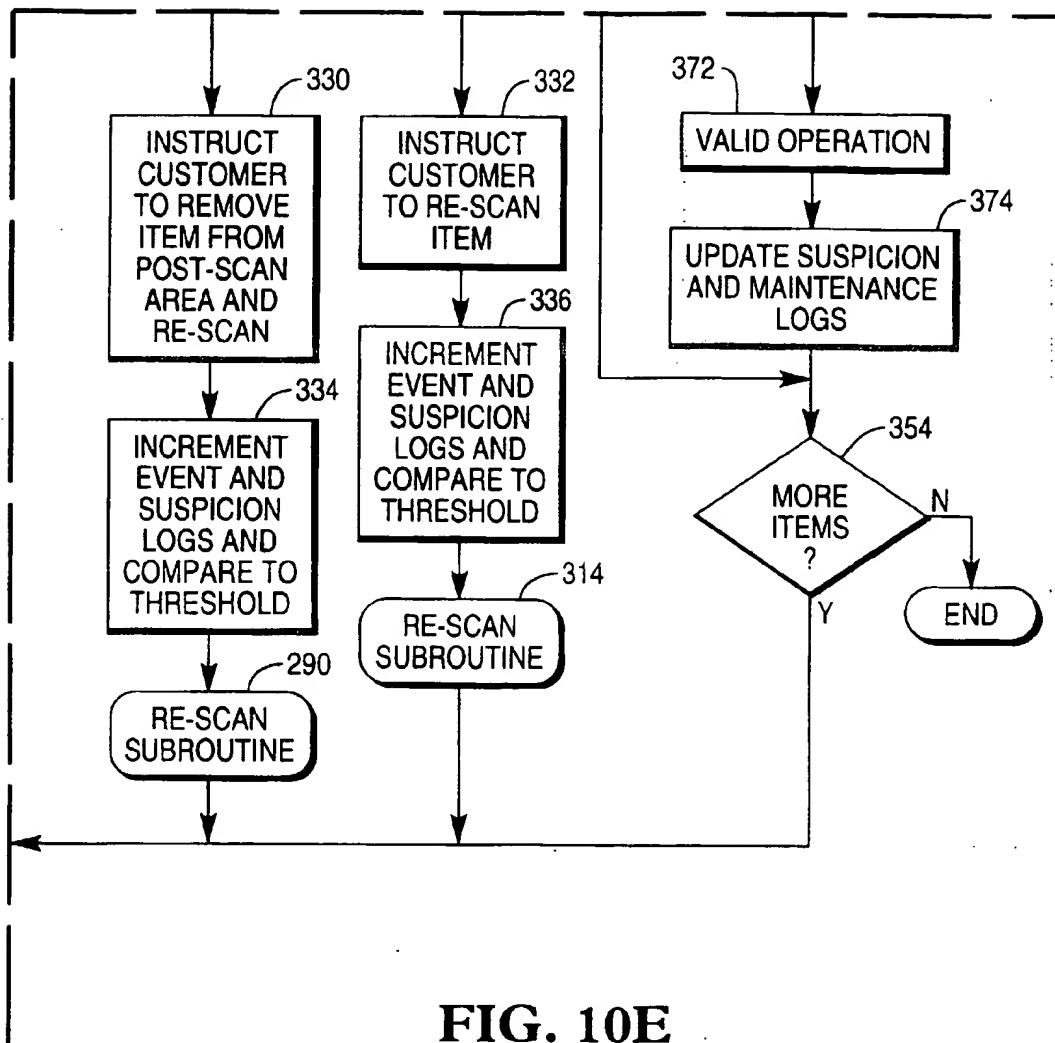 330
INSTRUCT
CUSTOMER
TO REMOVE
ITEM FROM
POST-SCAN
AREA AND
RE-SCAN
334
INCREMENT
EVENT AND
SUSPICION
LOGS AND
COMPARE TO
THRESHOLD
290
RE-SCAN
SUBROUTINE
332
INSTRUCT
CUSTOMER
TO RE-SCAN
ITEM
336
INCREMENT
EVENT AND
SUSPICION
LOGS AND
COMPARE TO
THRESHOLD
314
RE-SCAN
SUBROUTINE
372
VALID OPERATION
374
UPDATE SUSPICION
AND MAINTENANCE
LOGS
354
MORE
ITEMS
?
N
Y
END
FIG. 10E